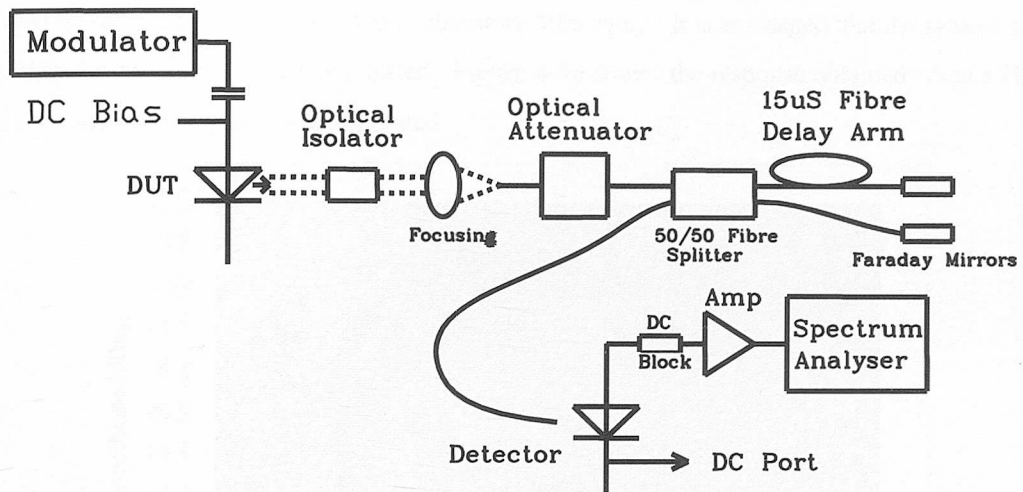 Modulator
DC Bias
DUT
Optical
Isolator
Focusing
Optical
Attenuator
15uS Fibre
Delay Arm
50/50 Fibre
Splitter
Faraday Mirrors
Amp
DC
Block
Spectrum
Analyser
Detector
DC Port